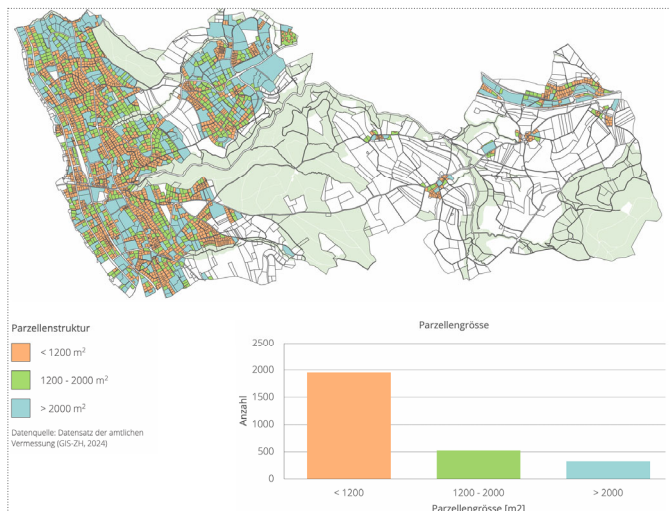 Parzellenstruktur
< 1200 m²
1200 - 2000 m²
> 2000 m²
Datenquelle: Datensatz der amtlichen
Vermessung (GIS-ZH, 2024)
Parzellengrösse
Anzahl
2500
2000
1500
1000
500
0
< 1200
1200 - 2000
> 2000
Parzellengrösse [m2]